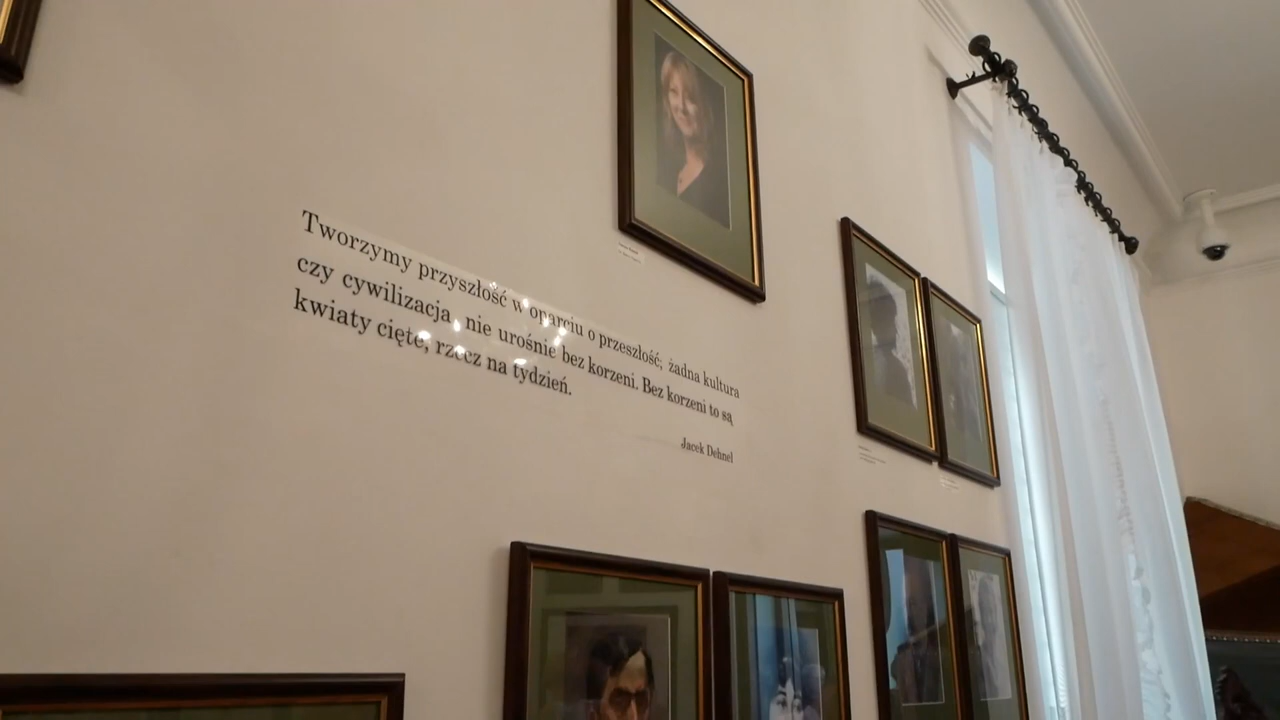 Tworzymy przyszłość w oparciu o przeszłość; żadna kultura
czy cywilizacja nie urośnie bez korzeni. Bez korzeni to są
kwiaty cięte, rzecz na tydzień.
Jacek Dehnel